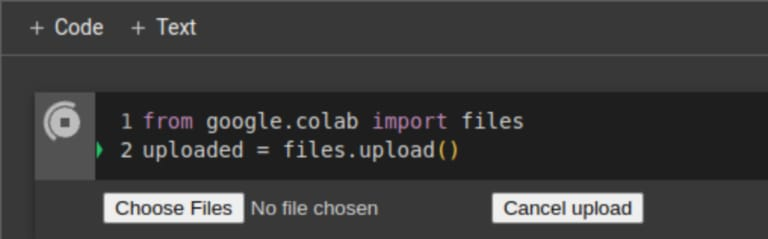 + Code + Text
1 from google.colab import files
2 uploaded = files.upload()
Choose Files No file chosen Cancel upload